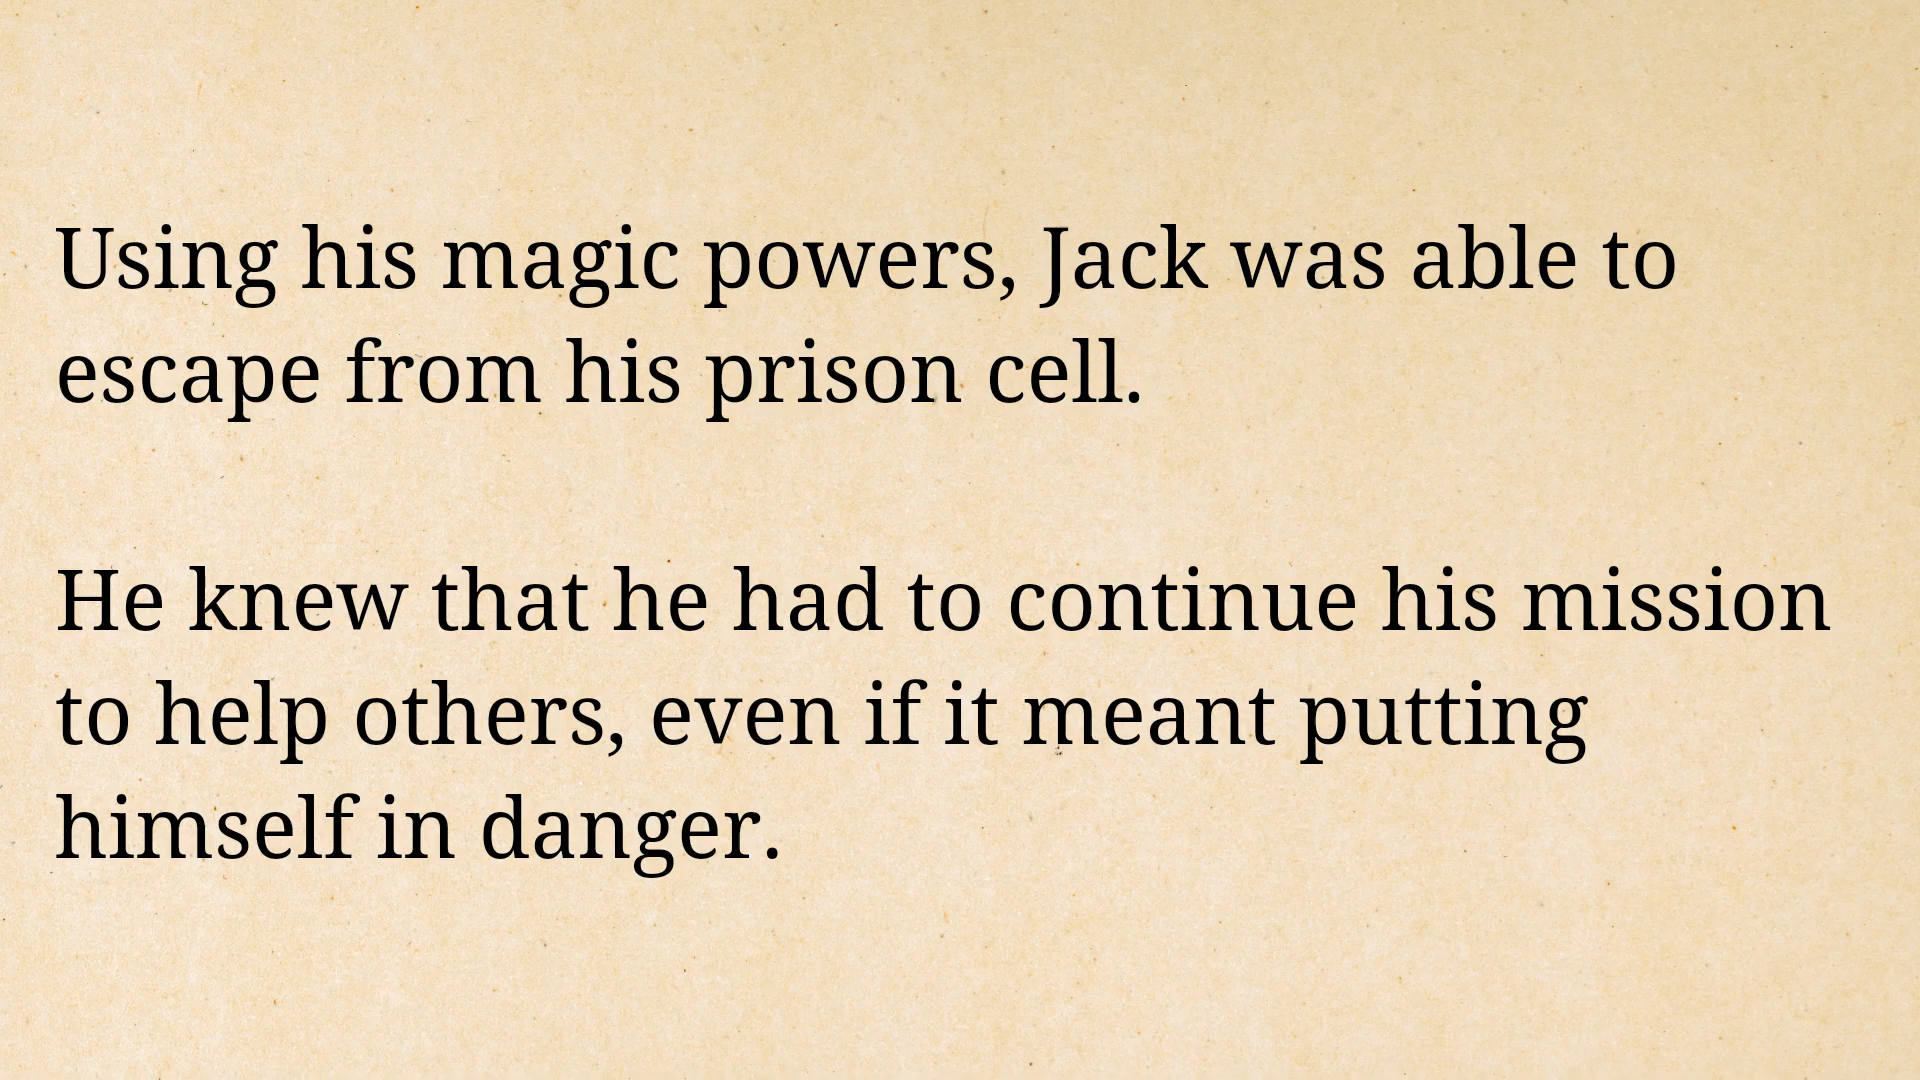 Using his magic powers, Jack was able to
escape from his prison cell.
He knew that he had to continue his mission
to help others, even if it meant putting
himself in danger.